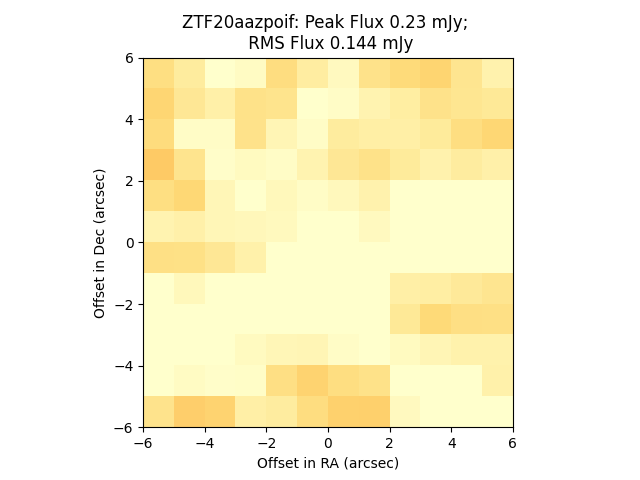 ZTF20aazpoif: Peak Flux 0.23 mJy;
RMS Flux 0.144 mJy
6
4
2
0
−2
−4
−6
Offset in Dec (arcsec)
−6 −4 −2 0 2 4 6
Offset in RA (arcsec)